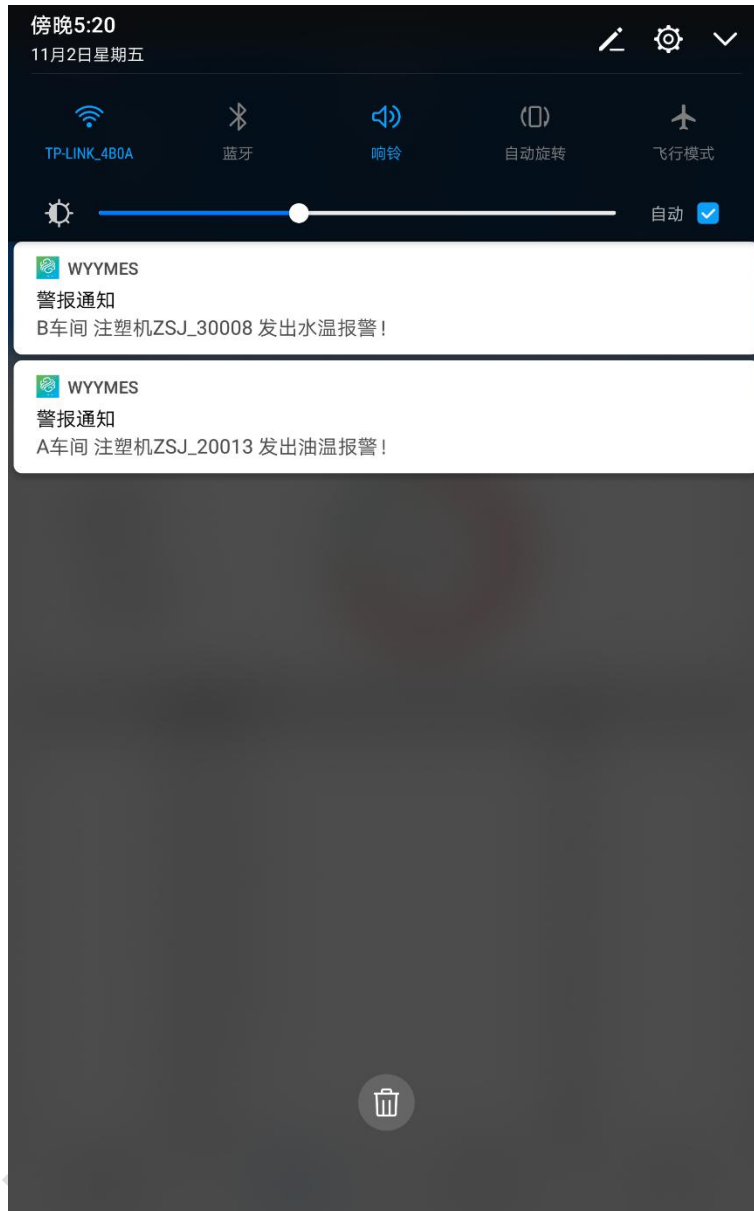 傍晚5:20
11月2日星期五
TP-LINK_4B0A 蓝牙 响铃 自动旋转 飞行模式
自动
WYYMES
警报通知
B车间 注塑机ZSJ_30008 发出水温报警!
WYYMES
警报通知
A车间 注塑机ZSJ_20013 发出油温报警!